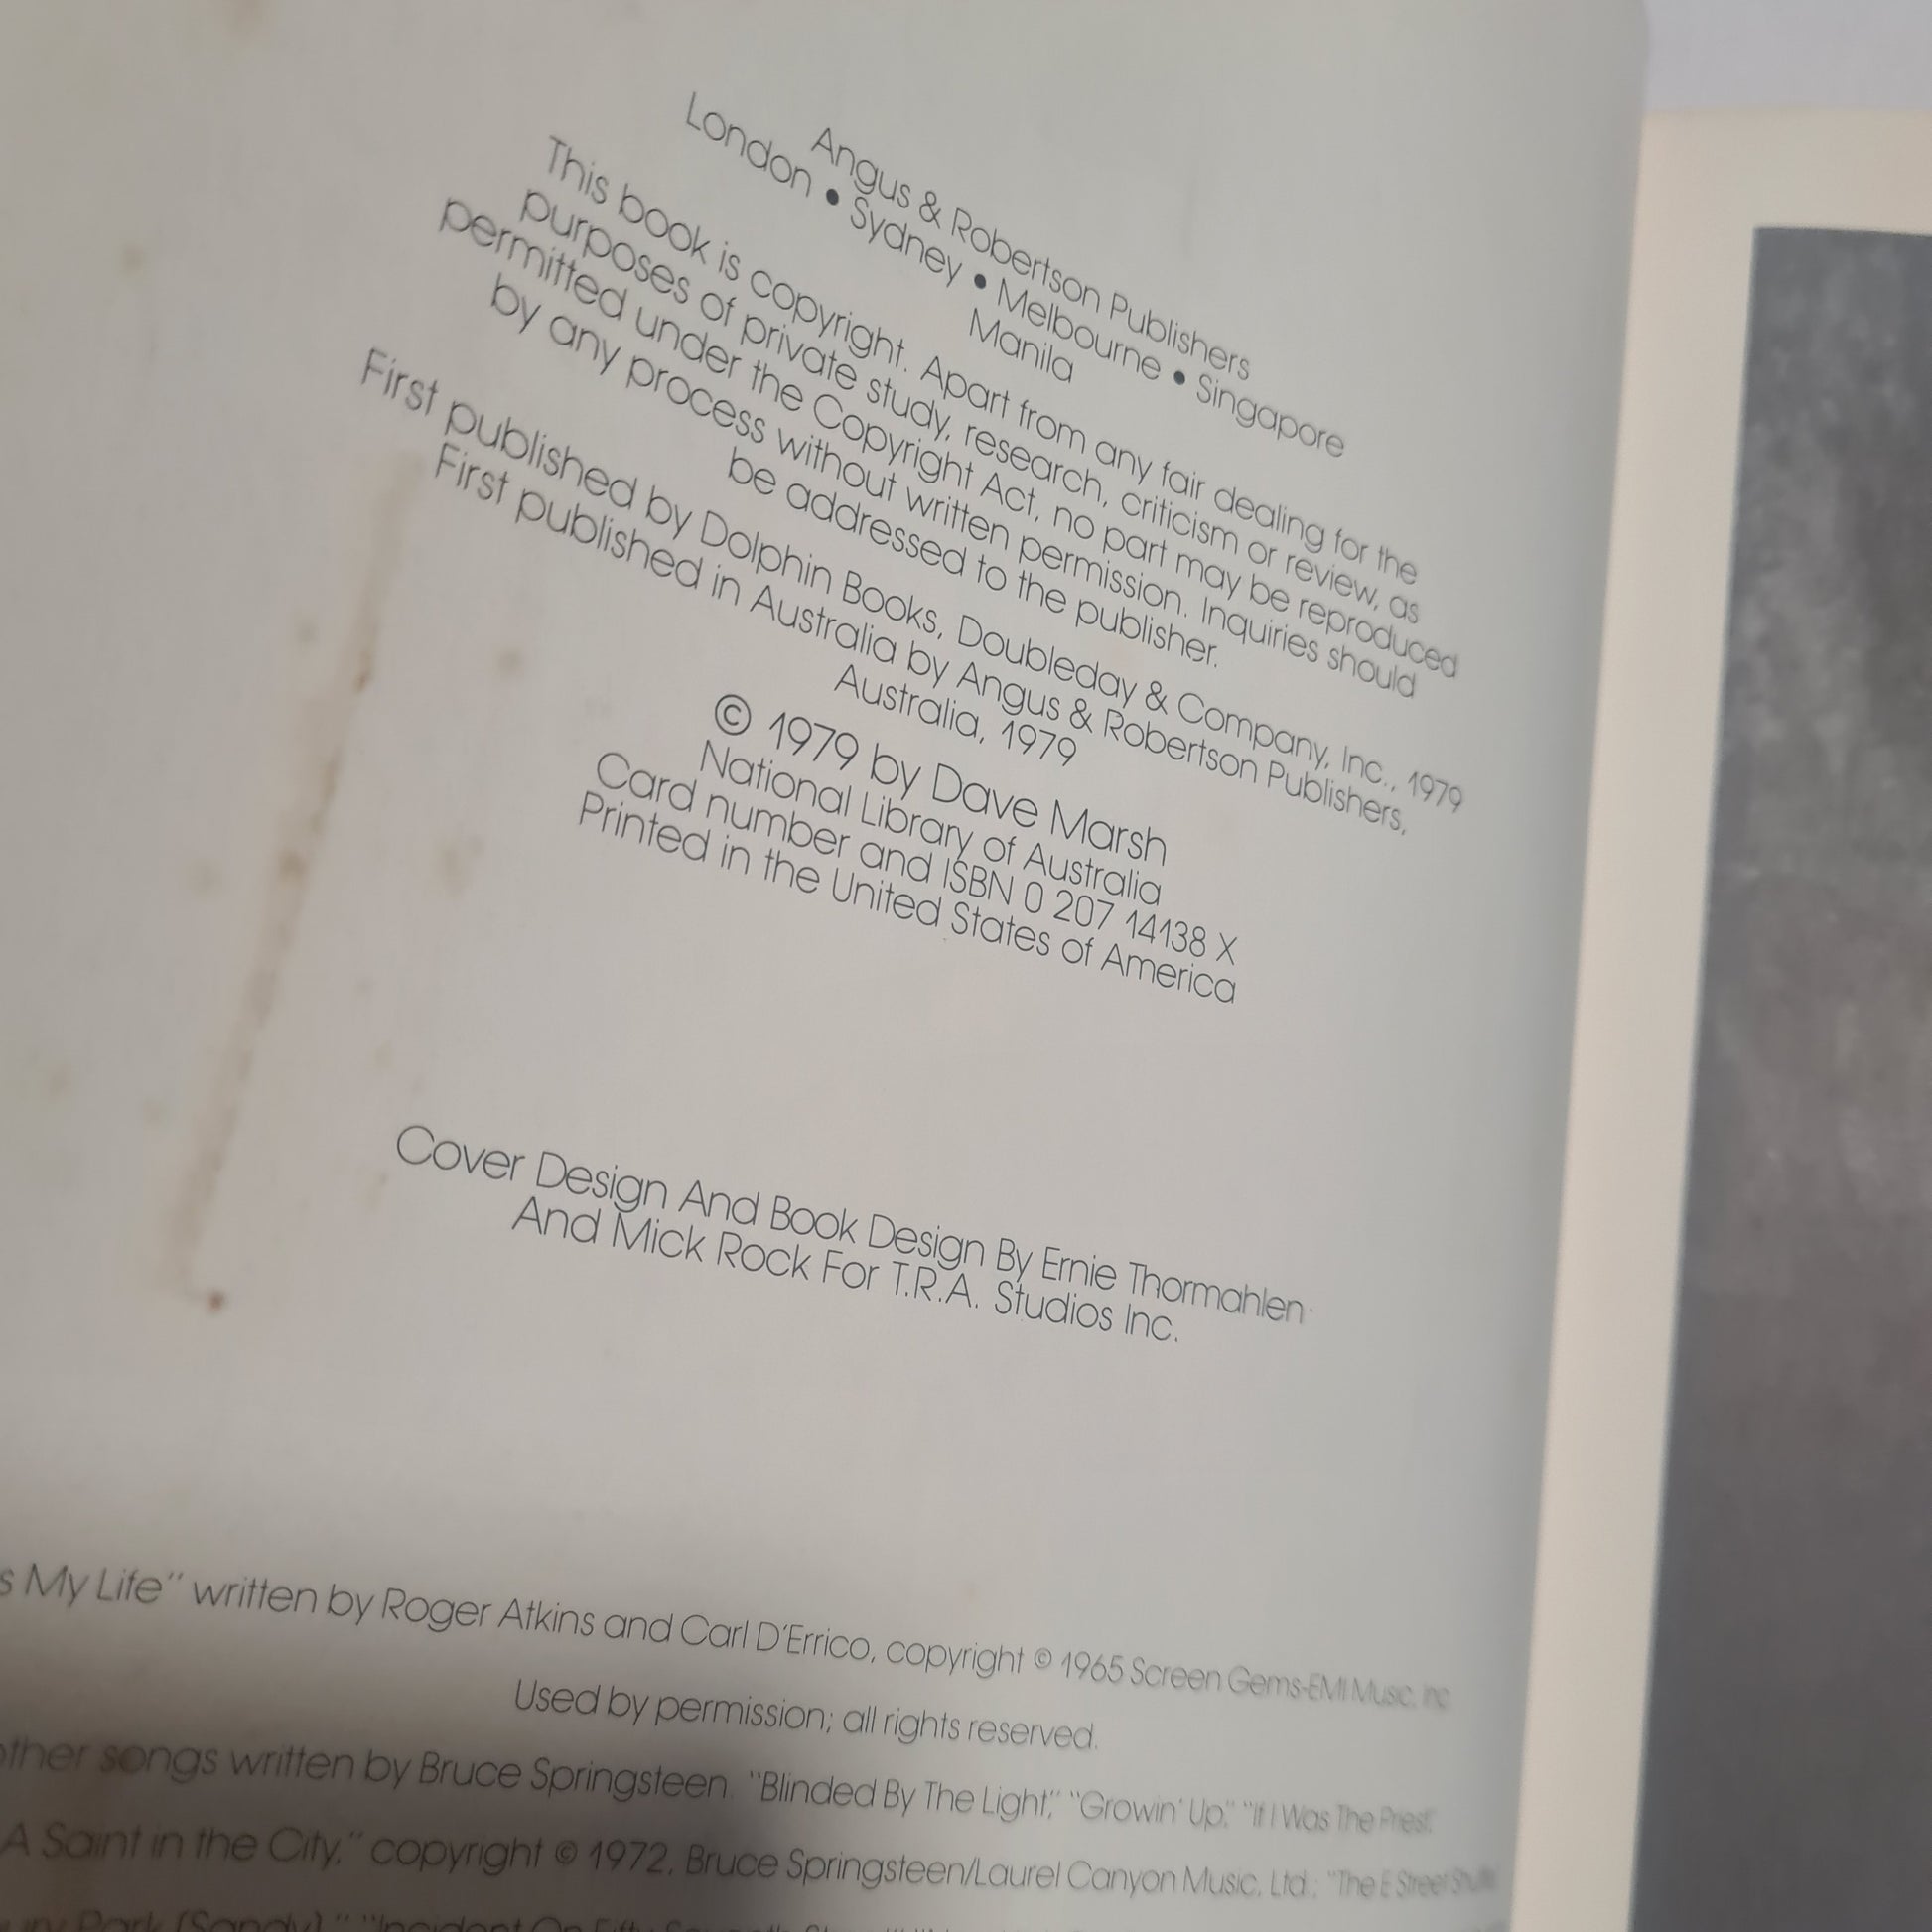 Angus & Robertson Publishers
London • Sydney • Melbourne • Singapore
Manila
This book is copyright. Apart from any fair dealing for the
purposes of private study, research, criticism or review, as
permitted under the Copyright Act, no part may be reproduced
by any process without written permission. Inquiries should
be addressed to the publisher.
First published by Dolphin Books, Doubleday & Company, Inc., 1979
First published in Australia by Angus & Robertson Publishers,
Australia, 1979
© 1979 by Dave Marsh
National Library of Australia
Card number and ISBN 0 207 14138 X
Printed in the United States of America
Cover Design And Book Design By Ernie Thormahlen
And Mick Rock For T.R.A. Studios Inc.
s My Life" written by Roger Atkins and Carl D'Errico, copyright © 1965 Screen Gems-EMI Music, Inc
Used by permission; all rights reserved.
other songs written by Bruce Springsteen. "Blinded By The Light," "Growin' Up," "If I Was The Priest,"
A Saint in the City," copyright © 1972, Bruce Springsteen/Laurel Canyon Music, Ltd.; "The E Street
Park (Sandy)," "Incident On